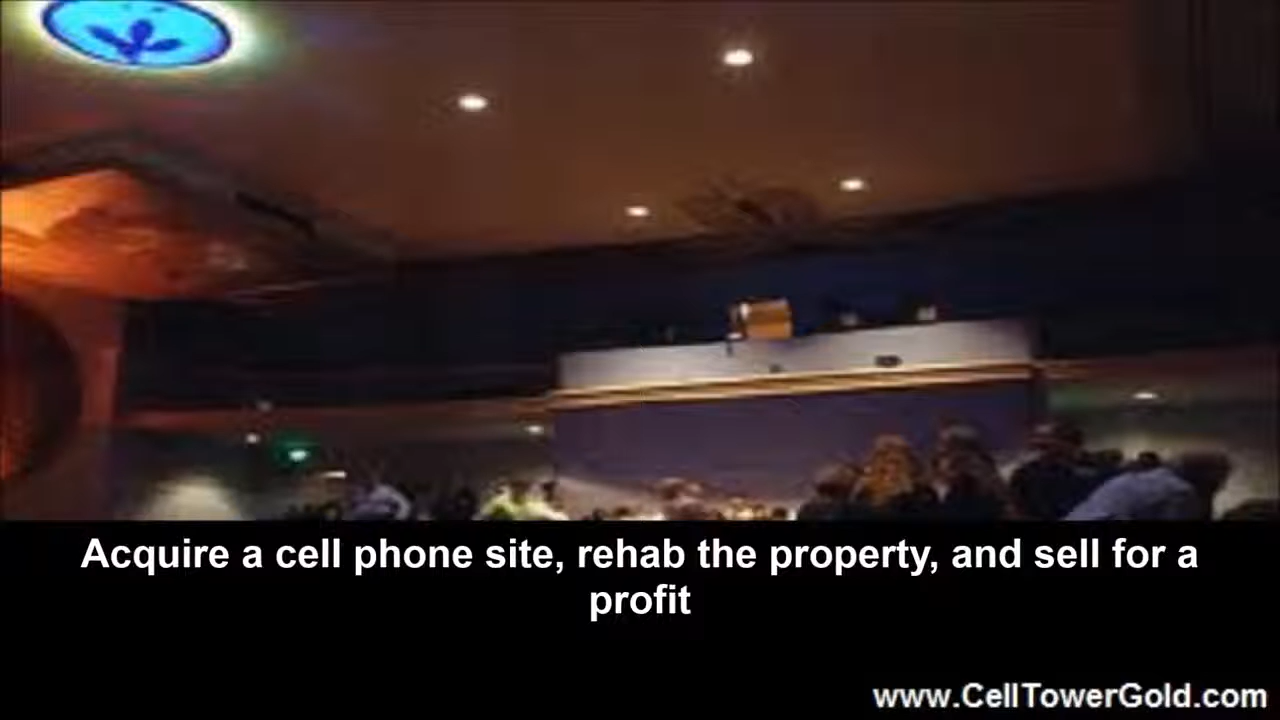 Acquire a cell phone site, rehab the property, and sell for a
profit
www.CellTowerGold.com